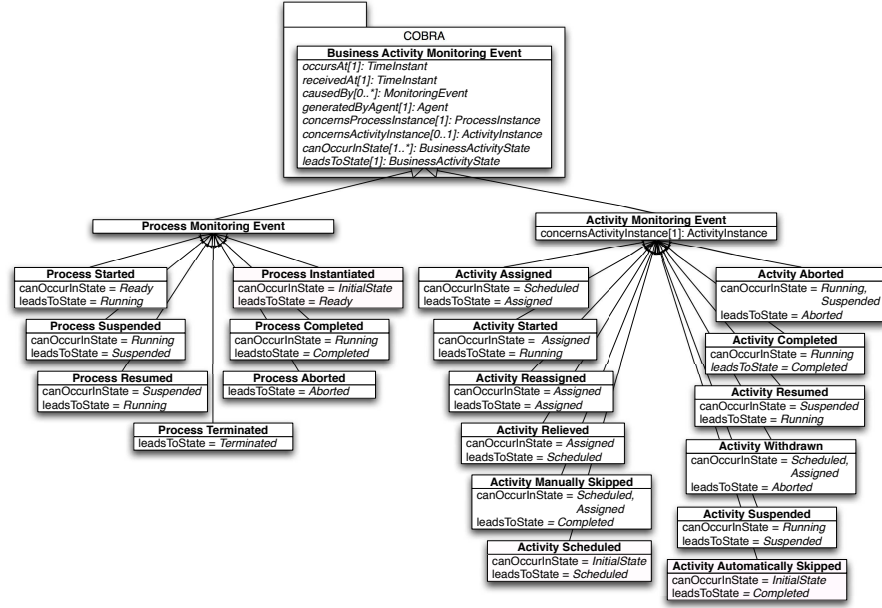 COBRA
Business Activity Monitoring Event
occursAt[1]: TimeInstant
receivedAt[1]: TimeInstant
causedBy[0..*]: MonitoringEvent
generatedByAgent[1]: Agent
concernsProcessInstance[1]: ProcessInstance
concernsActivityInstance[0..1]: ActivityInstance
canOccurInState[1..*]: BusinessActivityState
leadsToState[1]: BusinessActivityState
Process Monitoring Event
Process Started
canOccurInState = Ready
leadsToState = Running
Process Instantiated
canOccurInState = InitialState
leadsToState = Ready
Process Suspended
canOccurInState = Running
leadsToState = Suspended
Process Completed
canOccurInState = Running
leadstoState = Completed
Process Resumed
canOccurInState = Suspended
leadsToState = Running
Process Aborted
leadsToState = Aborted
Process Terminated
leadsToState = Terminated
Activity Monitoring Event
concernsActivityInstance[1]: ActivityInstance
Activity Assigned
canOccurInState = Scheduled
leadsToState = Assigned
Activity Started
canOccurInState = Assigned
leadsToState = Running
Activity Reassigned
canOccurInState = Assigned
leadsToState = Assigned
Activity Relieved
canOccurInState = Assigned
leadsToState = Scheduled
Activity Manually Skipped
canOccurInState = Scheduled,
Assigned
leadsToState = Completed
Activity Scheduled
canOccurInState = InitialState
leadsToState = Scheduled
Activty Aborted
canOccurInState = Running,
Suspended
leadsToState = Aborted
Activity Completed
canOccurInState = Running
leadsToState = Completed
Activity Resumed
canOccurInState = Suspended
leadsToState = Running
Activity Withdrawn
canOccurInState = Scheduled,
Assigned
leadsToState = Aborted
Activity Suspended
canOccurInState = Running
leadsToState = Suspended
Activity Automatically Skipped
canOccurInState = InitialState
leadsToState = Completed